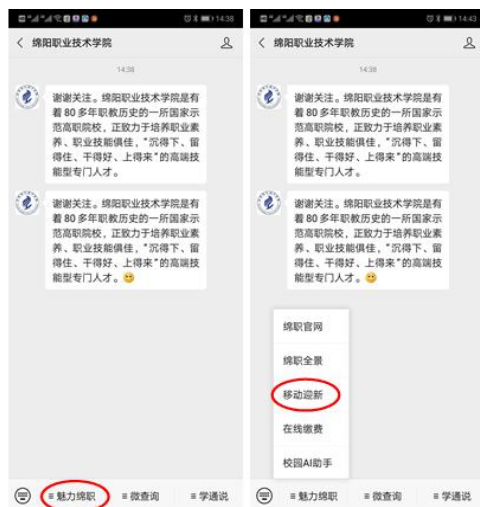 14:38
绵阳职业技术学院
14:38
谢谢关注。绵阳职业技术学院是有
着 80 多年职教历史的一所国家示
范高职院校，正致力于培养职业素
养、职业技能俱佳，“沉得下、留
得住、干得好、上得来”的高端技
能型专门人才。
谢谢关注。绵阳职业技术学院是有
着 80 多年职教历史的一所国家示
范高职院校，正致力于培养职业素
养、职业技能俱佳，“沉得下、留
得住、干得好、上得来”的高端技
能型专门人才。
魅力绵职
微查询
学通说
14:43
绵阳职业技术学院
14:38
谢谢关注。绵阳职业技术学院是有
着 80 多年职教历史的一所国家示
范高职院校，正致力于培养职业素
养、职业技能俱佳，“沉得下、留
得住、干得好、上得来”的高端技
能型专门人才。
谢谢关注。绵阳职业技术学院是有
着 80 多年职教历史的一所国家示
范高职院校，正致力于培养职业素
养、职业技能俱佳，“沉得下、留
得住、干得好、上得来”的高端技
能型专门人才。
绵职官网
绵职全景
移动迎新
在线缴费
校园AI助手
魅力绵职
微查询
学通说